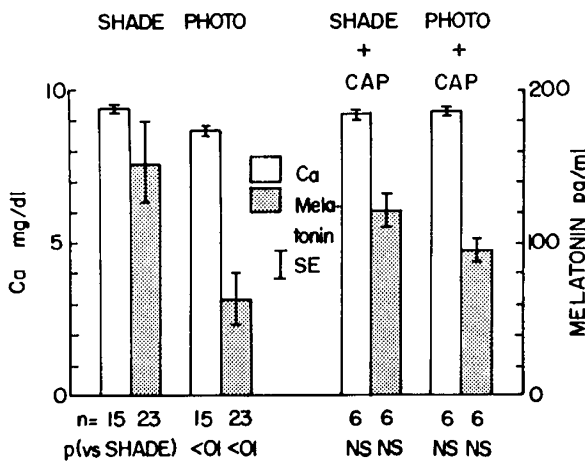 SHADE PHOTO SHADE PHOTO
+ +
CAP CAP
10 200
Ca
Mela-
tonin
SE
Ca mg/dl
5 100
MELATONIN pg/ml
0 0
n= 15 23 15 23 6 6 6 6
p(vs SHADE) <01 <01 NS NS NS NS